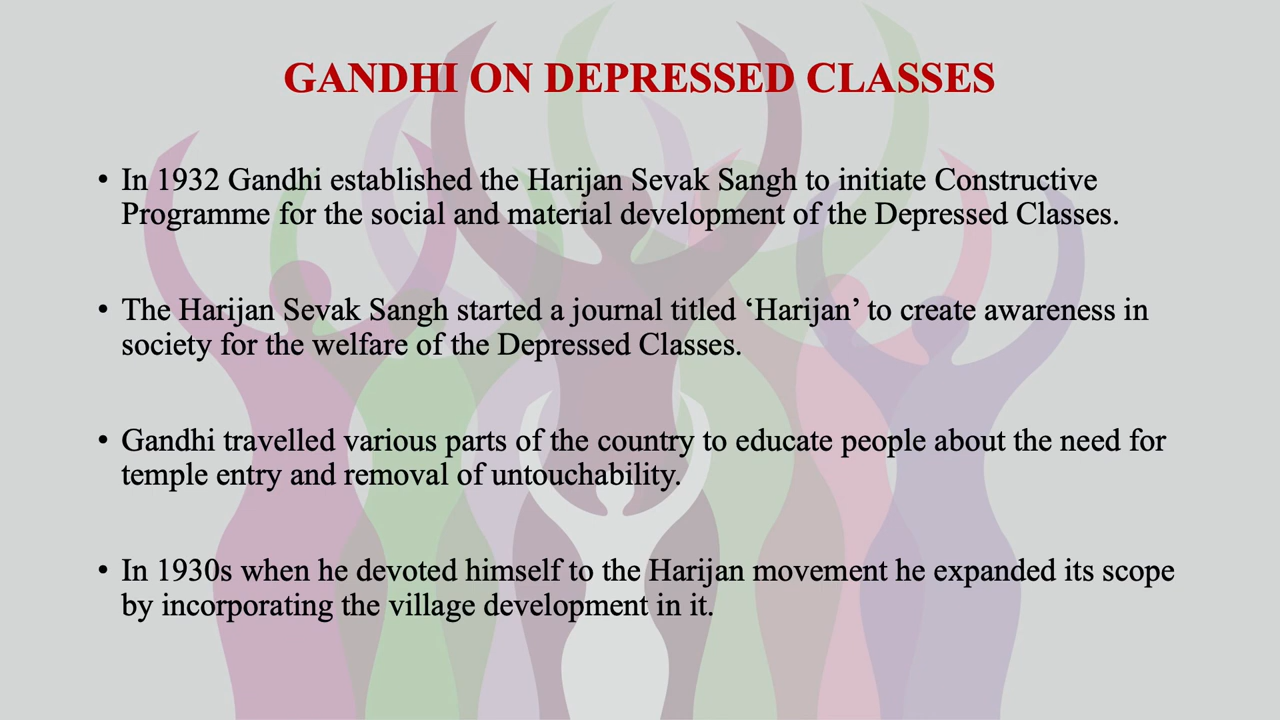 GANDHI ON DEPRESSED CLASSES
• In 1932 Gandhi established the Harijan Sevak Sangh to initiate Constructive
Programme for the social and material development of the Depressed Classes.
• The Harijan Sevak Sangh started a journal titled ‘Harijan’ to create awareness in
society for the welfare of the Depressed Classes.
• Gandhi travelled various parts of the country to educate people about the need for
temple entry and removal of untouchability.
• In 1930s when he devoted himself to the Harijan movement he expanded its scope
by incorporating the village development in it.